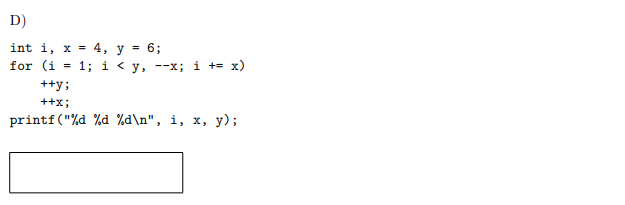 D)
int i, x = 4, y = 6;
for (i = 1; i < y, --x; i += x)
    ++y;
    ++x;
printf("%d %d %d\n", i, x, y);